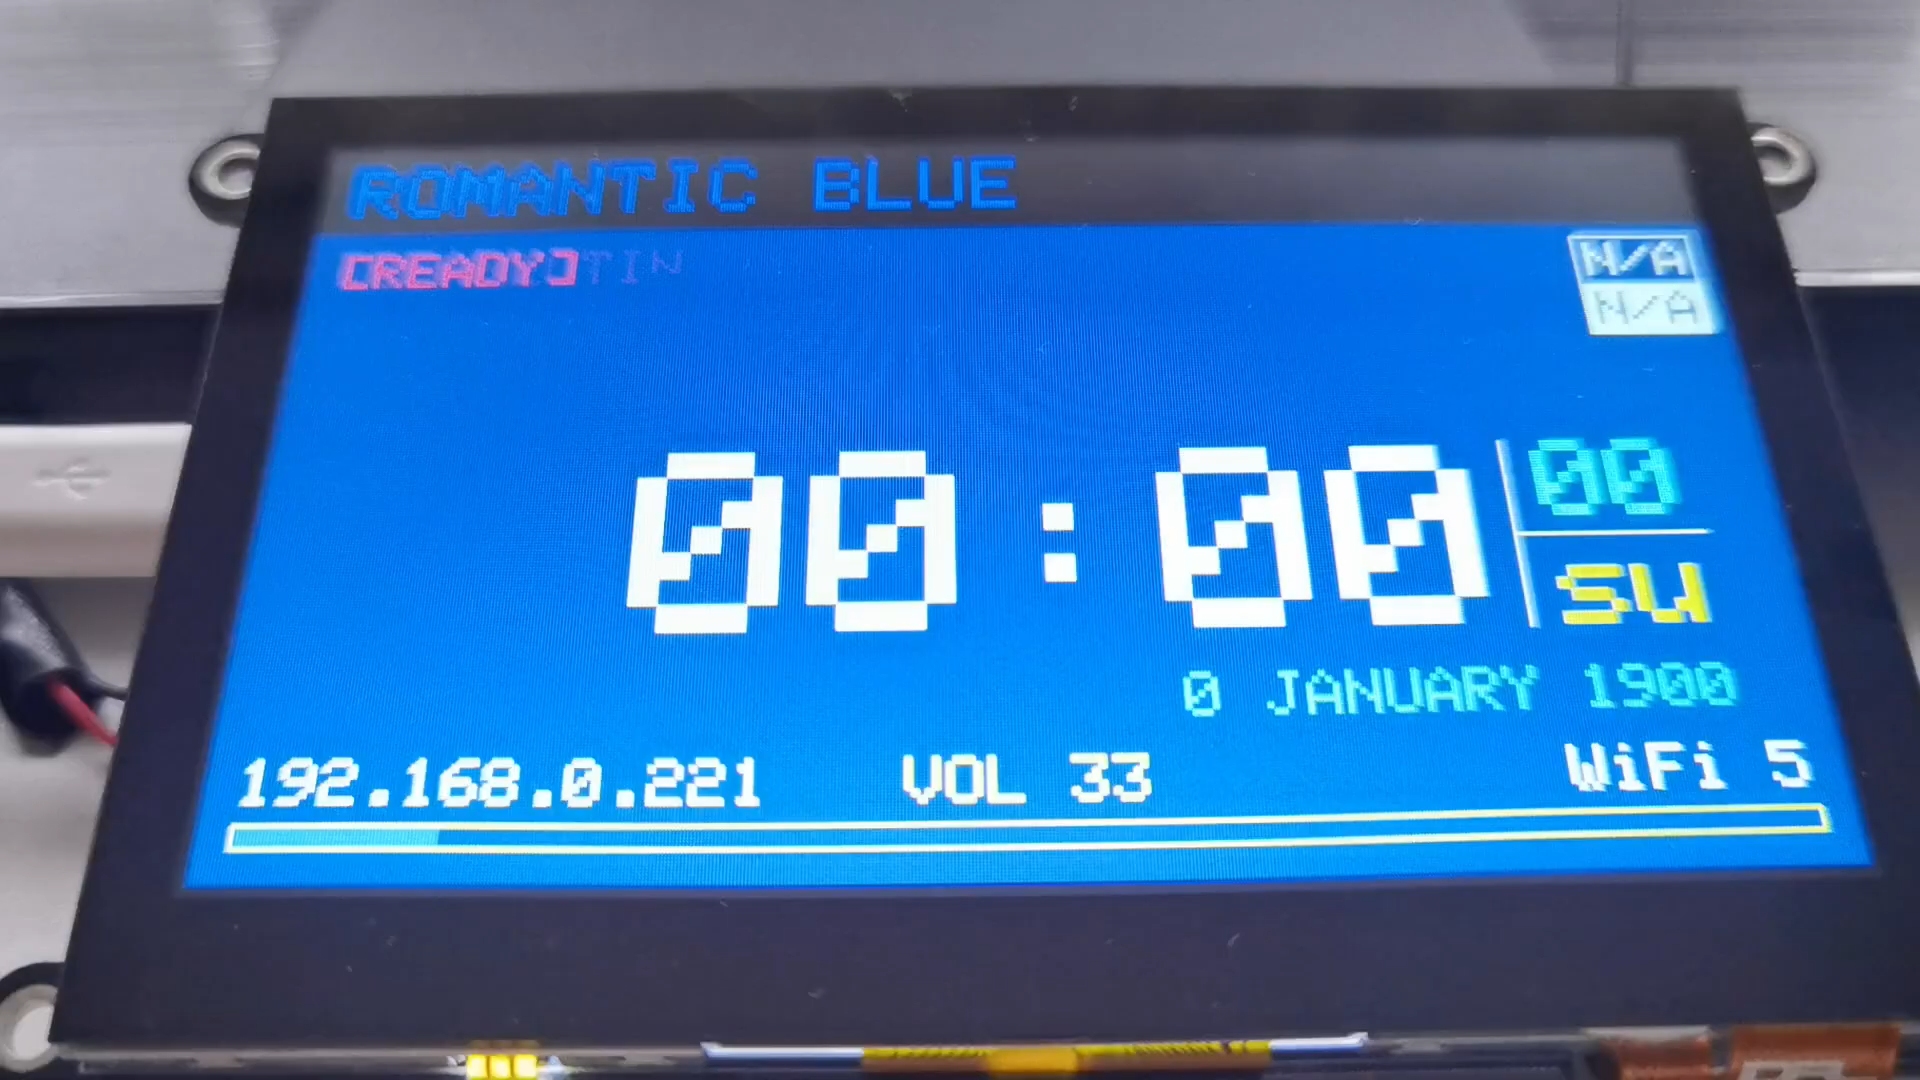 ROMANTIC BLUE
[READY]
N/A
N/A
00:00
00
su
0 JANUARY 1900
192.168.0.221 VOL 33 WiFi 5